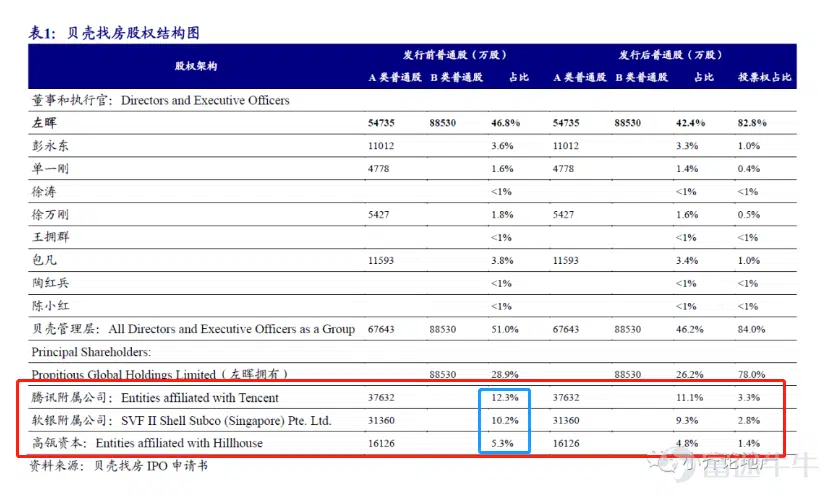 表1：贝壳找房股权结构图
股权架构 发行前普通股（万股） 发行后普通股（万股）
A 类普通股 B 类普通股 占比 A 类普通股 B 类普通股 占比 投票权占比
董事和执行官：Directors and Executive Officers
左晖 54735 88530 46.8% 54735 88530 42.4% 82.8%
彭永东 11012 3.6% 11012 3.3% 1.0%
单一刚 4778 1.6% 4778 1.4% 0.4%
徐涛 <1% <1% <1%
徐万刚 5427 1.8% 5427 1.6% 0.5%
王拥群 <1% <1% <1%
包凡 11593 3.8% 11593 3.4% 1.0%
陶红兵 <1% <1% <1%
陈小红 <1% <1% <1%
贝壳管理层：All Directors and Executive Officers as a Group 67643 88530 51.0% 67643 88530 46.2% 84.0%
Principal Shareholders:
Propitious Global Holdings Limited（左晖拥有） 88530 28.9% 88530 26.2% 78.0%
腾讯附属公司：Entities affiliated with Tencent 37632 12.3% 37632 11.1% 3.3%
软银附属公司：SVF II Shell Subco (Singapore) Pte. Ltd. 31360 10.2% 31360 9.3% 2.8%
高瓴资本：Entities affiliated with Hillhouse 16126 5.3% 16126 4.8% 1.4%
资料来源：贝壳找房 IPO 申请书
富途牛牛